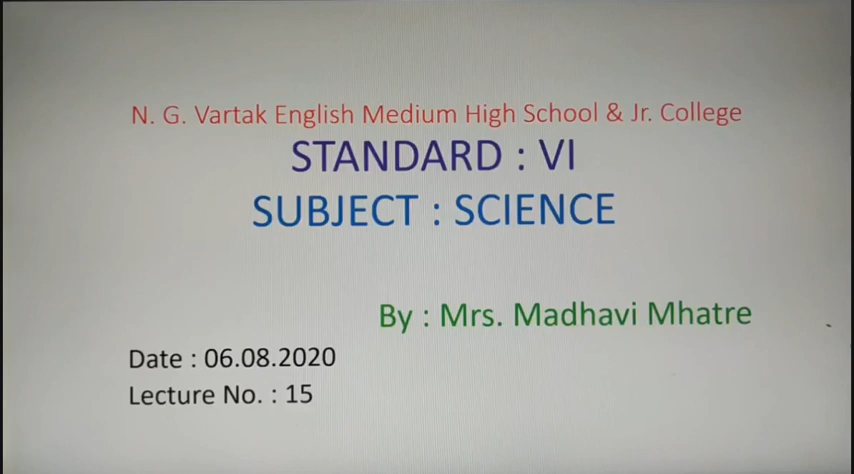 N. G. Vartak English Medium High School & Jr. College
STANDARD : VI
SUBJECT : SCIENCE
By : Mrs. Madhavi Mhatre
Date : 06.08.2020
Lecture No. : 15